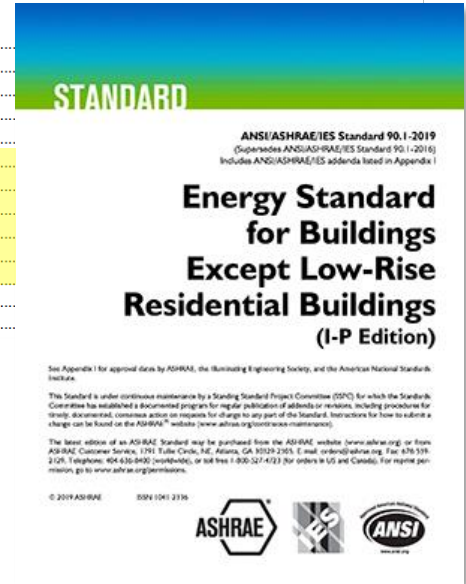 STANDARD
ANSI/ASHRAE/IES Standard 90.1-2019
(Supersedes ANSI/ASHRAE/IES Standard 90.1-2016)
Includes ANSI/ASHRAE/IES addenda listed in Appendix I
Energy Standard
for Buildings
Except Low-Rise
Residential Buildings
(I-P Edition)
See Appendix I for approval dates by ASHRAE, the Illuminating Engineering Society, and the American National Standards
Institute.
This Standard is under continuous maintenance by a Standing Standard Project Committee (SSPC) for which the Standards
Committee has established a documented program for regular publication of addenda or revisions, including procedures for
timely, documented, consensus action on requests for change to any part of the Standard. Instructions for how to submit a
change can be found on the ASHRAE® website (www.ashrae.org/continuous-maintenance).
The latest edition of an ASHRAE Standard may be purchased from the ASHRAE website (www.ashrae.org) or from
ASHRAE Customer Service, 1791 Tullie Circle, NE, Atlanta, GA 30329-2305. E-mail: orders@ashrae.org. Fax: 678-539-
2129. Telephone: 404-636-8400 (worldwide), or toll free 1-800-527-4723 (for orders in US and Canada). For reprint per-
mission, go to www.ashrae.org/permissions.
© 2019 ASHRAE ISSN 1041-2336
ASHRAE
IES
ANSI